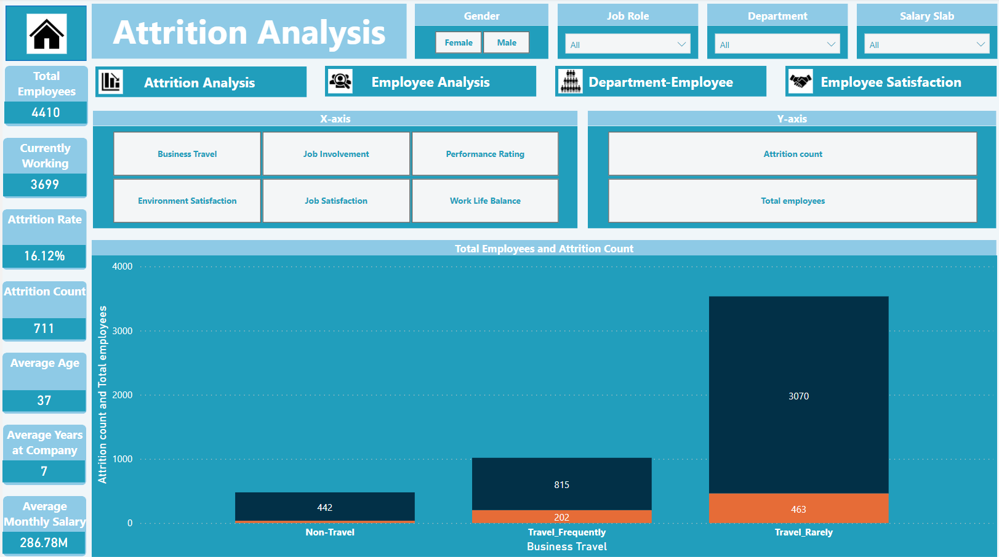 Attrition Analysis
Gender
Female
Male
Job Role
All
Department
All
Salary Slab
All
Attrition Analysis
Employee Analysis
Department-Employee
Employee Satisfaction
Total
Employees
4410
Currently
Working
3699
Attrition Rate
16.12%
Attrition Count
711
Average Age
37
Average Years
at Company
7
Average
Monthly Salary
286.78M
X-axis
Business Travel
Job Involvement
Performance Rating
Environment Satisfaction
Job Satisfaction
Work Life Balance
Y-axis
Attrition count
Total employees
Total Employees and Attrition Count
Attrition count and Total employees
4000
3000
2000
1000
0
442
815
202
3070
463
Non-Travel
Travel_Frequently
Travel_Rarely
Business Travel